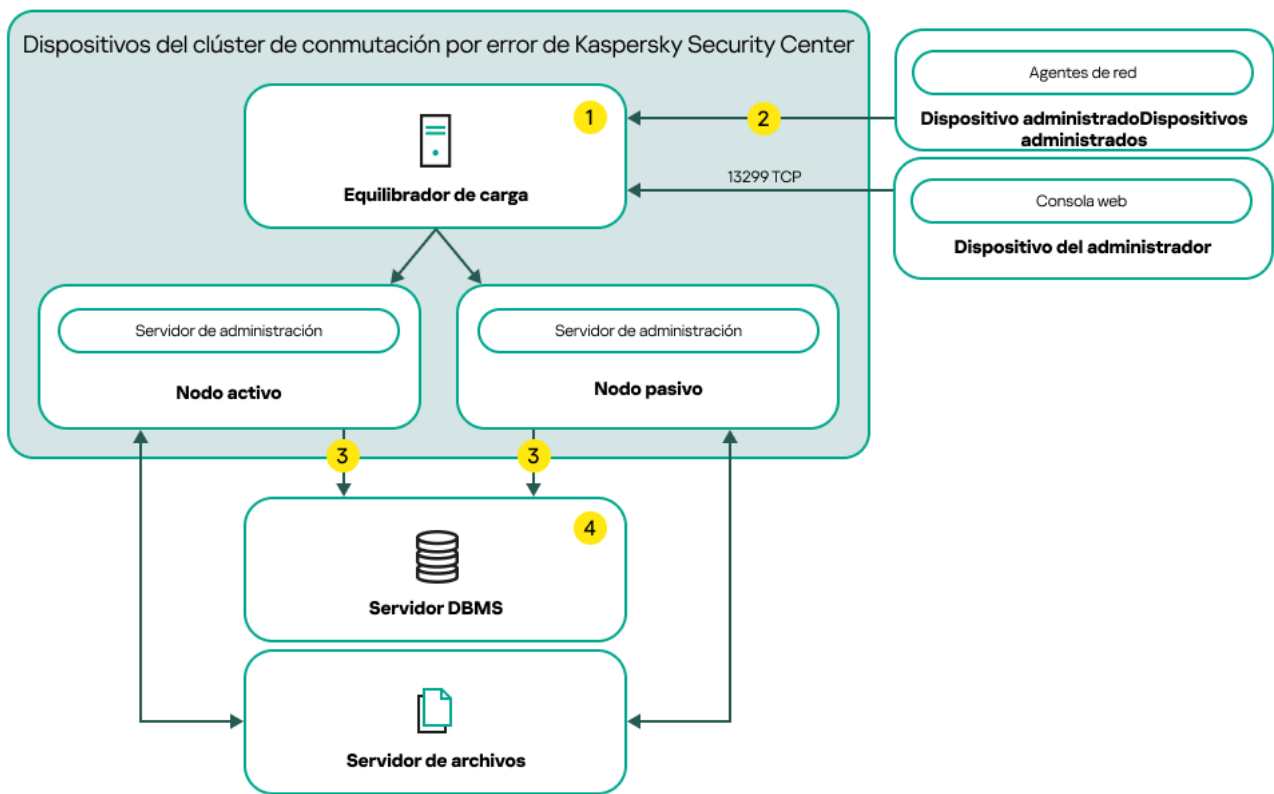 Dispositivos del clúster de conmutación por error de Kaspersky Security Center
1
Equilibrador de carga
2
13299 TCP
Agentes de red
Dispositivo administradoDispositivos
administrados
Consola web
Dispositivo del administrador
Servidor de administración
Nodo activo
Servidor de administración
Nodo pasivo
3
3
4
Servidor DBMS
Servidor de archivos